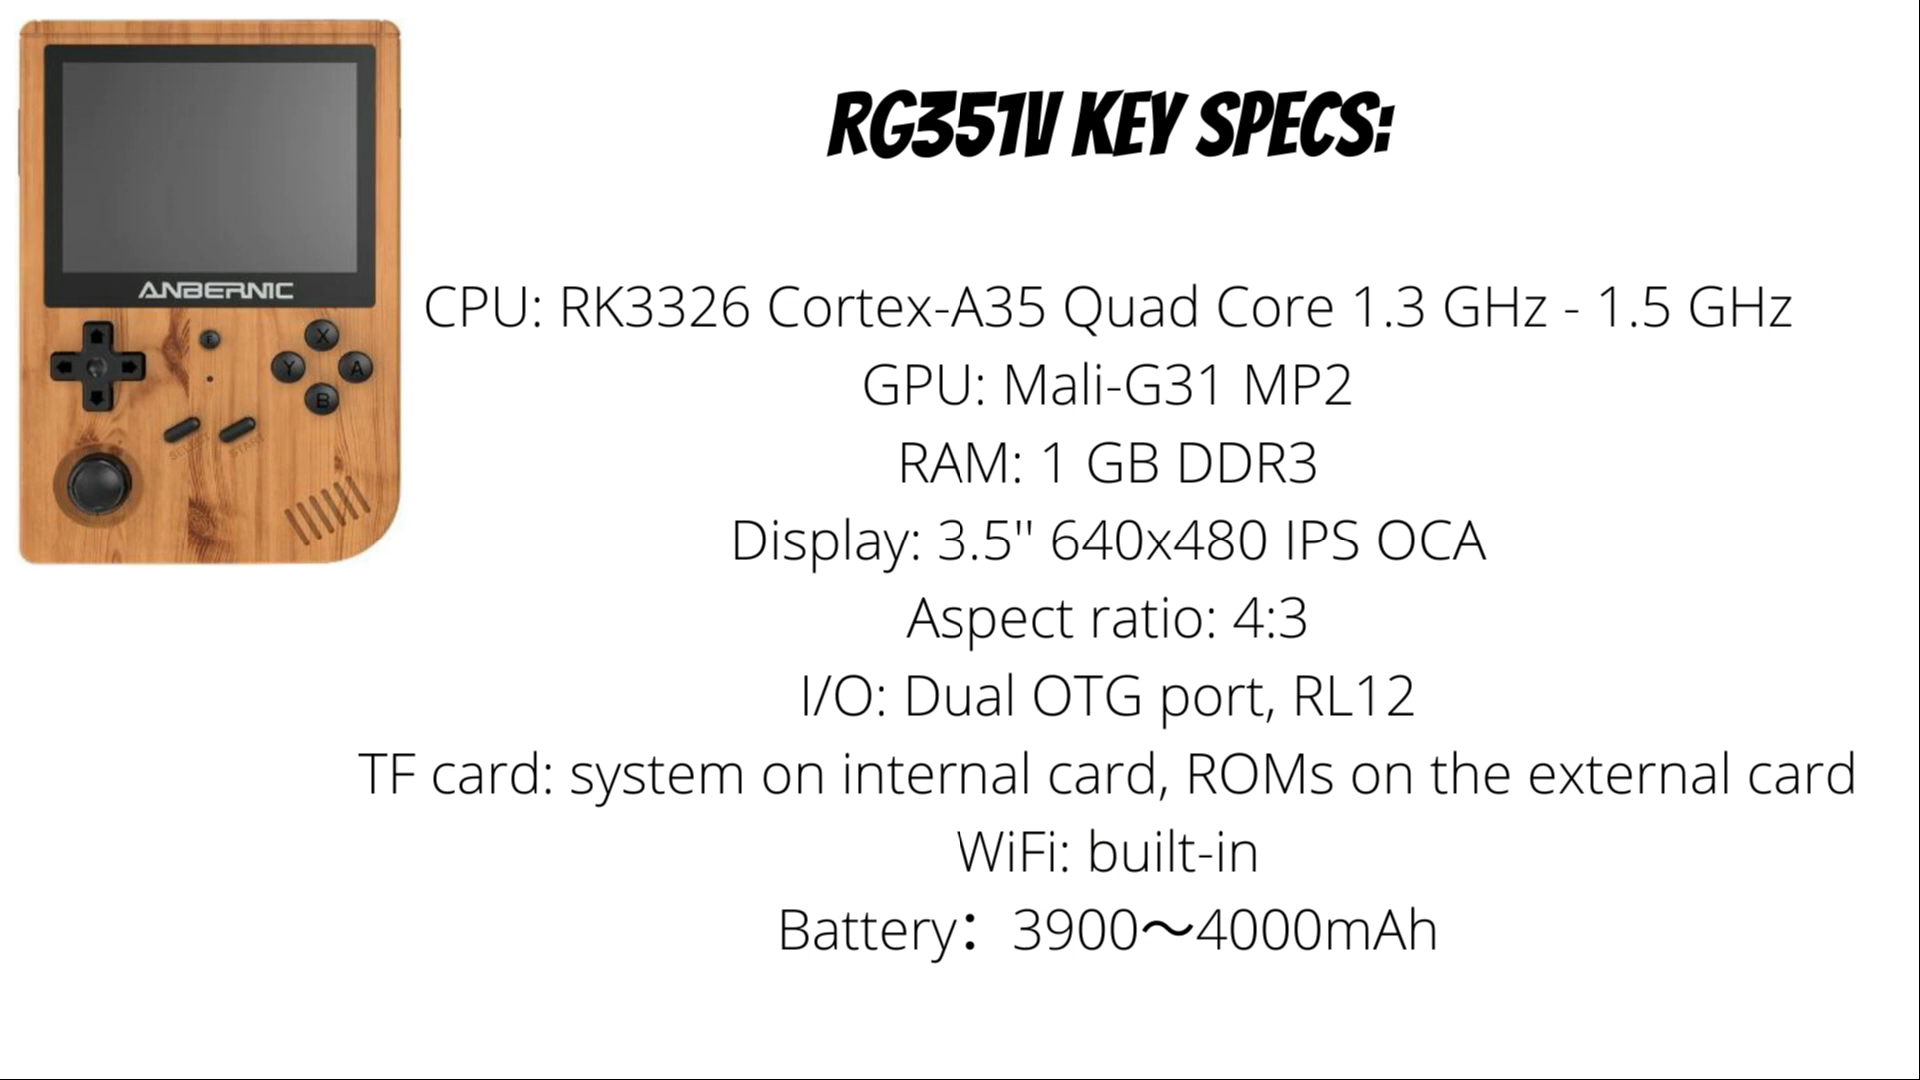 RG351V KEY SPECS:
ANBERNIC
X
Y
A
B
SELECT
START
CPU: RK3326 Cortex-A35 Quad Core 1.3 GHz - 1.5 GHz
GPU: Mali-G31 MP2
RAM: 1 GB DDR3
Display: 3.5" 640x480 IPS OCA
Aspect ratio: 4:3
I/O: Dual OTG port, RL12
TF card: system on internal card, ROMs on the external card
WiFi: built-in
Battery：3900～4000mAh